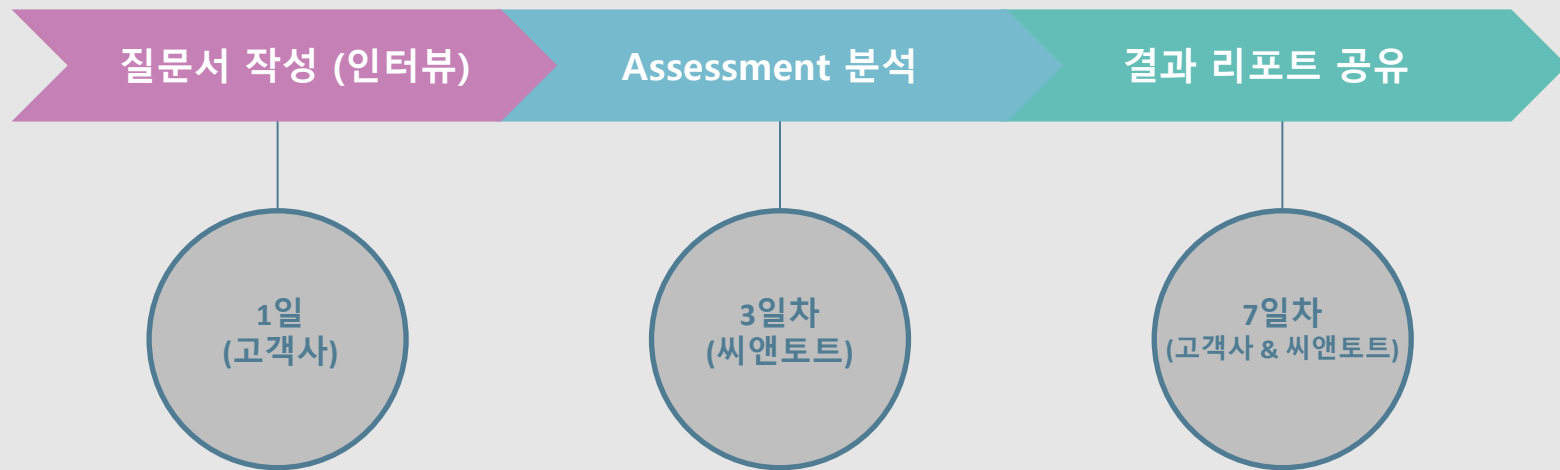 질문서 작성 (인터뷰)
Assessment 분석
결과 리포트 공유
1일
(고객사)
3일차
(씨앤토트)
7일차
(고객사 & 씨앤토트)